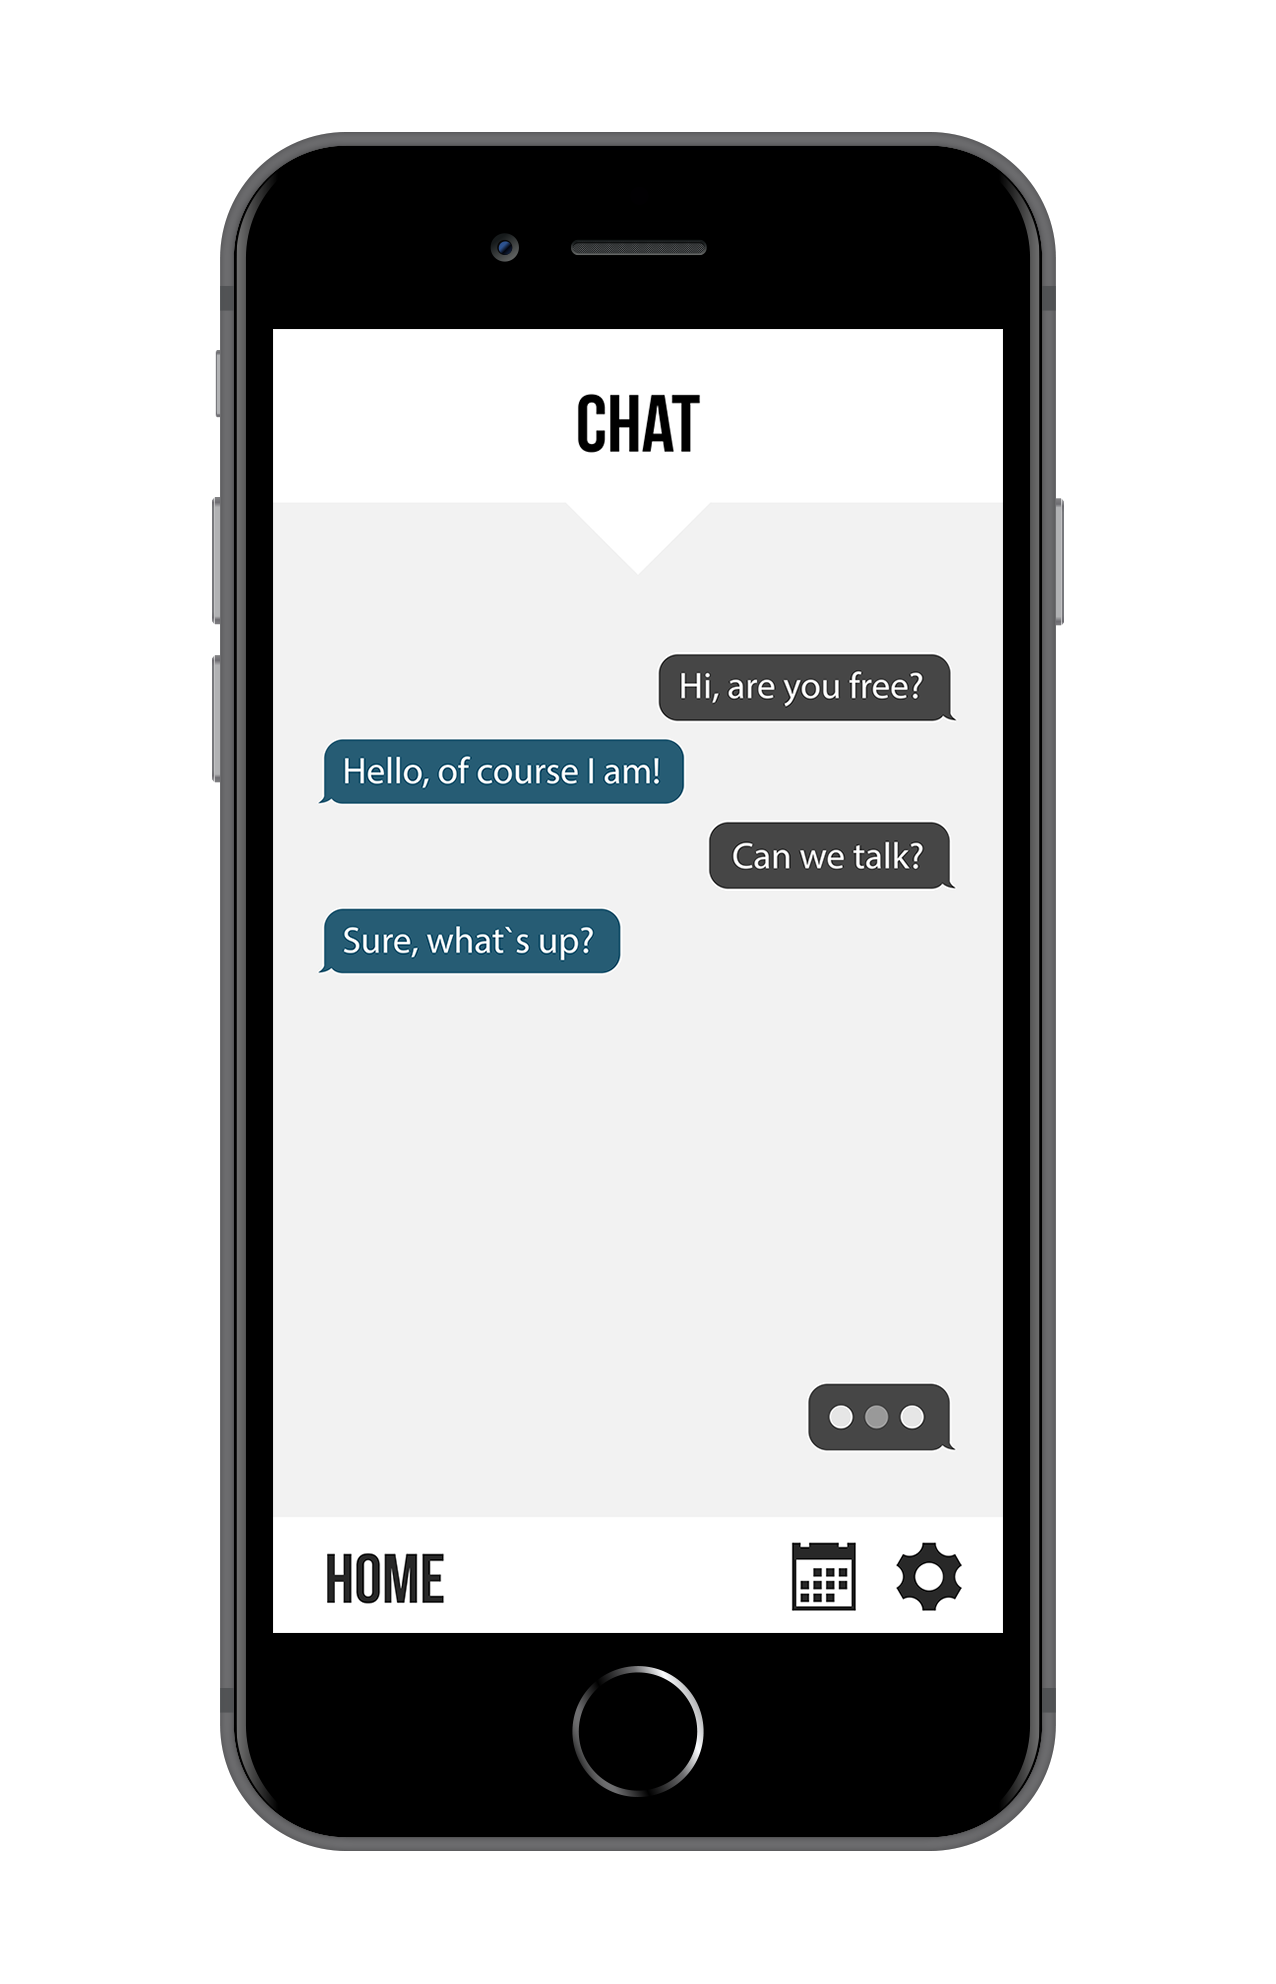 CHAT
Hi, are you free?
Hello, of course I am!
Can we talk?
Sure, what`s up?
HOME